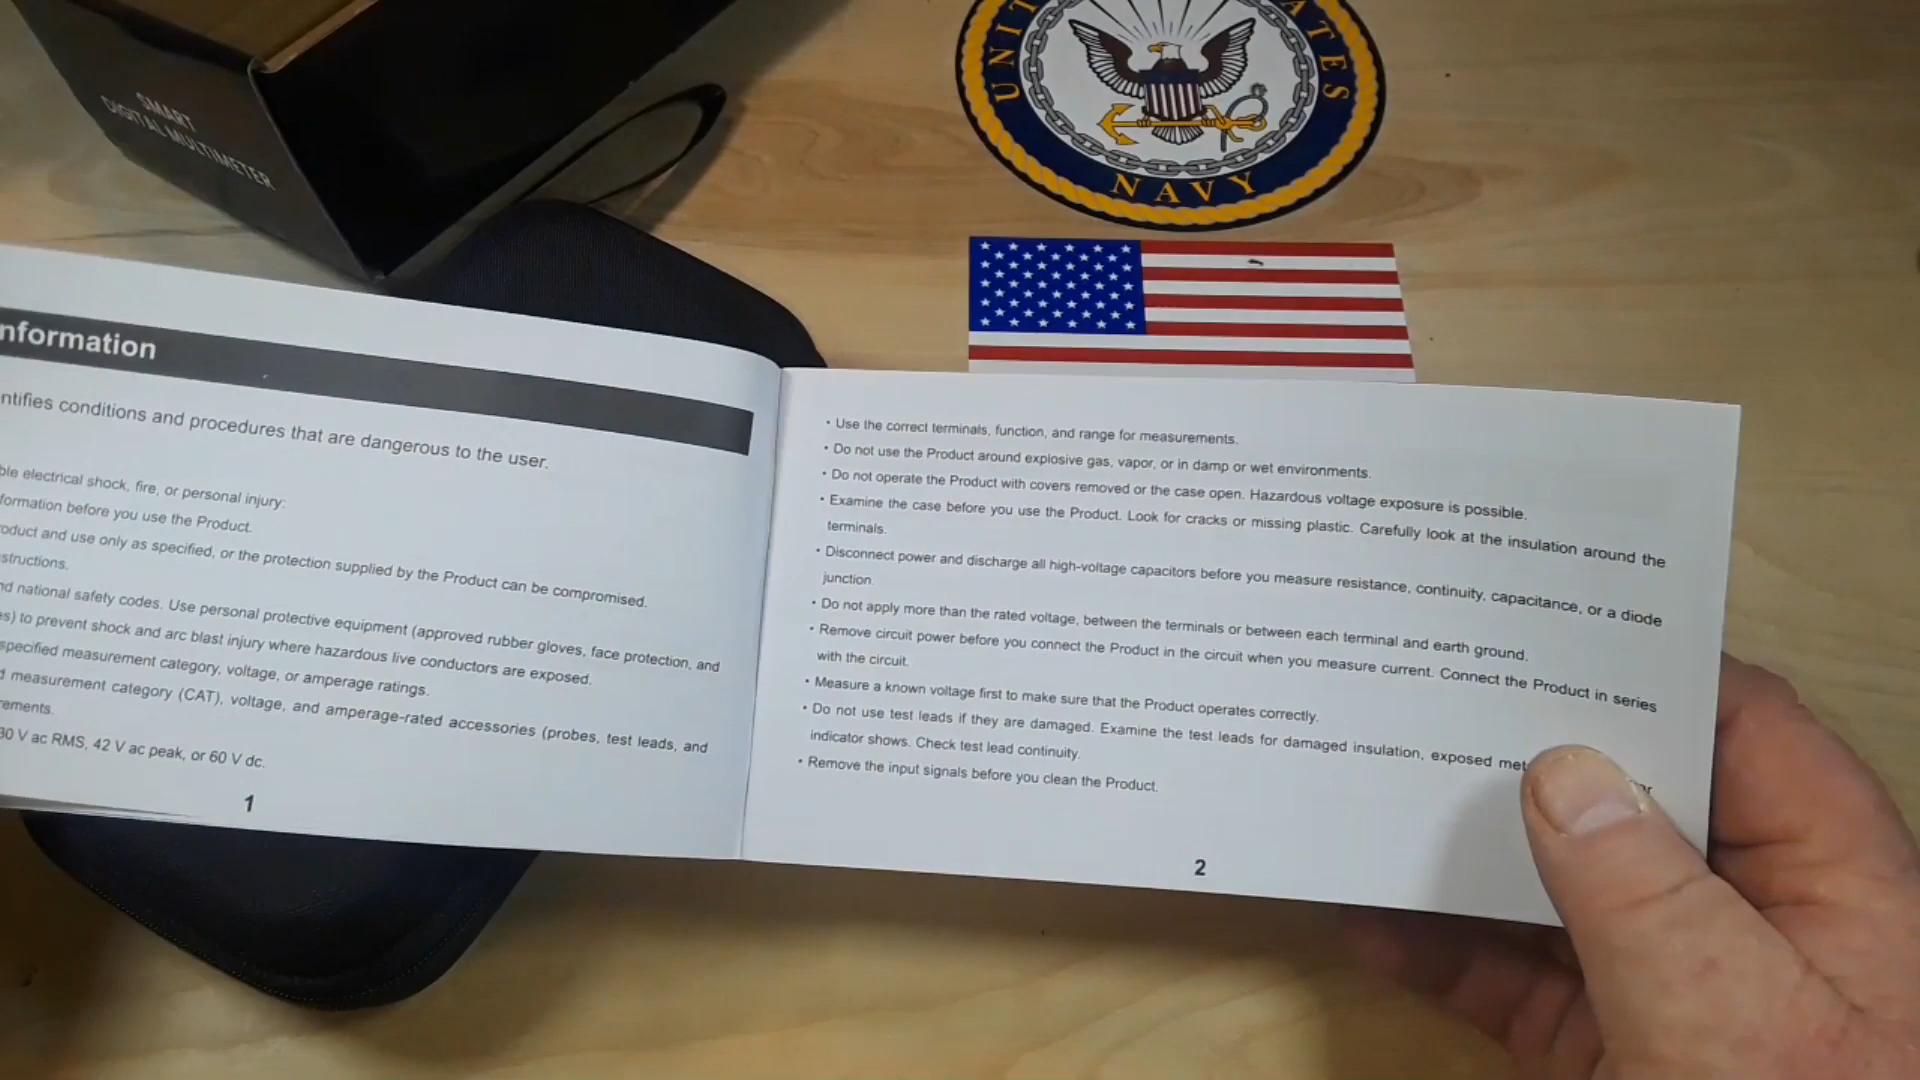 SMART
DIGITAL MULTIMETER
UNIT ATES
NAVY
nformation
ntifies conditions and procedures that are dangerous to the user.
ble electrical shock, fire, or personal injury:
formation before you use the Product.
roduct and use only as specified, or the protection supplied by the Product can be compromised.
structions.
nd national safety codes. Use personal protective equipment (approved rubber gloves, face protection, and
es) to prevent shock and arc blast injury where hazardous live conductors are exposed.
specified measurement category, voltage, or amperage ratings.
d measurement category (CAT), voltage, and amperage-rated accessories (probes, test leads, and
rements.
30 V ac RMS, 42 V ac peak, or 60 V dc.
1
• Use the correct terminals, function, and range for measurements.
• Do not use the Product around explosive gas, vapor, or in damp or wet environments.
• Do not operate the Product with covers removed or the case open. Hazardous voltage exposure is possible.
• Examine the case before you use the Product. Look for cracks or missing plastic. Carefully look at the insulation around the
terminals.
• Disconnect power and discharge all high-voltage capacitors before you measure resistance, continuity, capacitance, or a diode
junction.
• Do not apply more than the rated voltage, between the terminals or between each terminal and earth ground.
• Remove circuit power before you connect the Product in the circuit when you measure current. Connect the Product in series
with the circuit.
• Measure a known voltage first to make sure that the Product operates correctly.
• Do not use test leads if they are damaged. Examine the test leads for damaged insulation, exposed met
indicator shows. Check test lead continuity.
• Remove the input signals before you clean the Product.
2